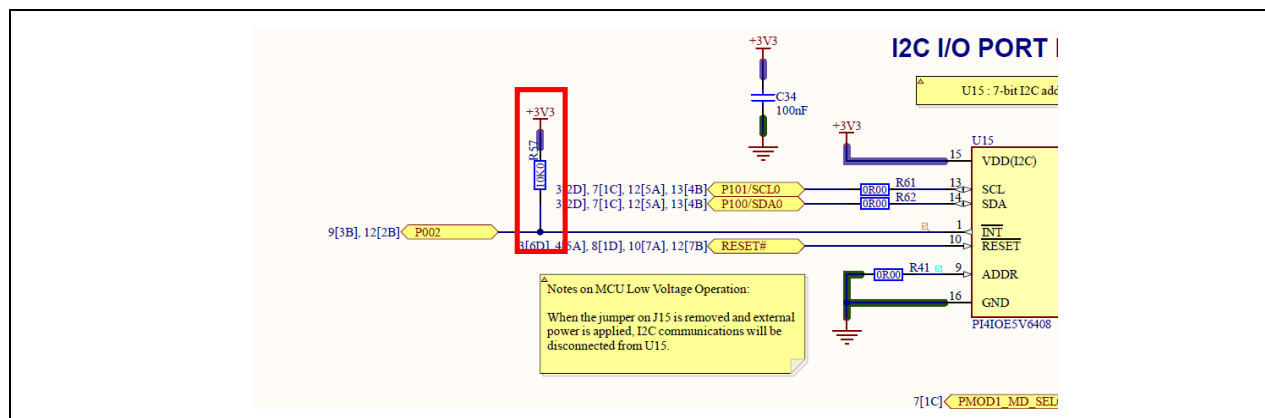 +3V3
I2C I/O PORT
U15 : 7-bit I2C add
C34
100nF
+3V3
R57
10K0
+3V3
U15
15 VDD(I2C)
3[2D], 7[1C], 12[5A], 13[4B] P101/SCL0 0R00 R61 13 SCL
3[2D], 7[1C], 12[5A], 13[4B] P100/SDA0 0R00 R62 14 SDA
9[3B], 12[2B] P002 1 INT
3[6D], 4[5A], 8[1D], 10[7A], 12[7B] RESET# 10 RESET
0R00 R41 9 ADDR
16 GND
PI4IOE5V6408
Notes on MCU Low Voltage Operation:
When the jumper on J15 is removed and external
power is applied, I2C communications will be
disconnected from U15.
7[1C] PMOD1_MD_SEL